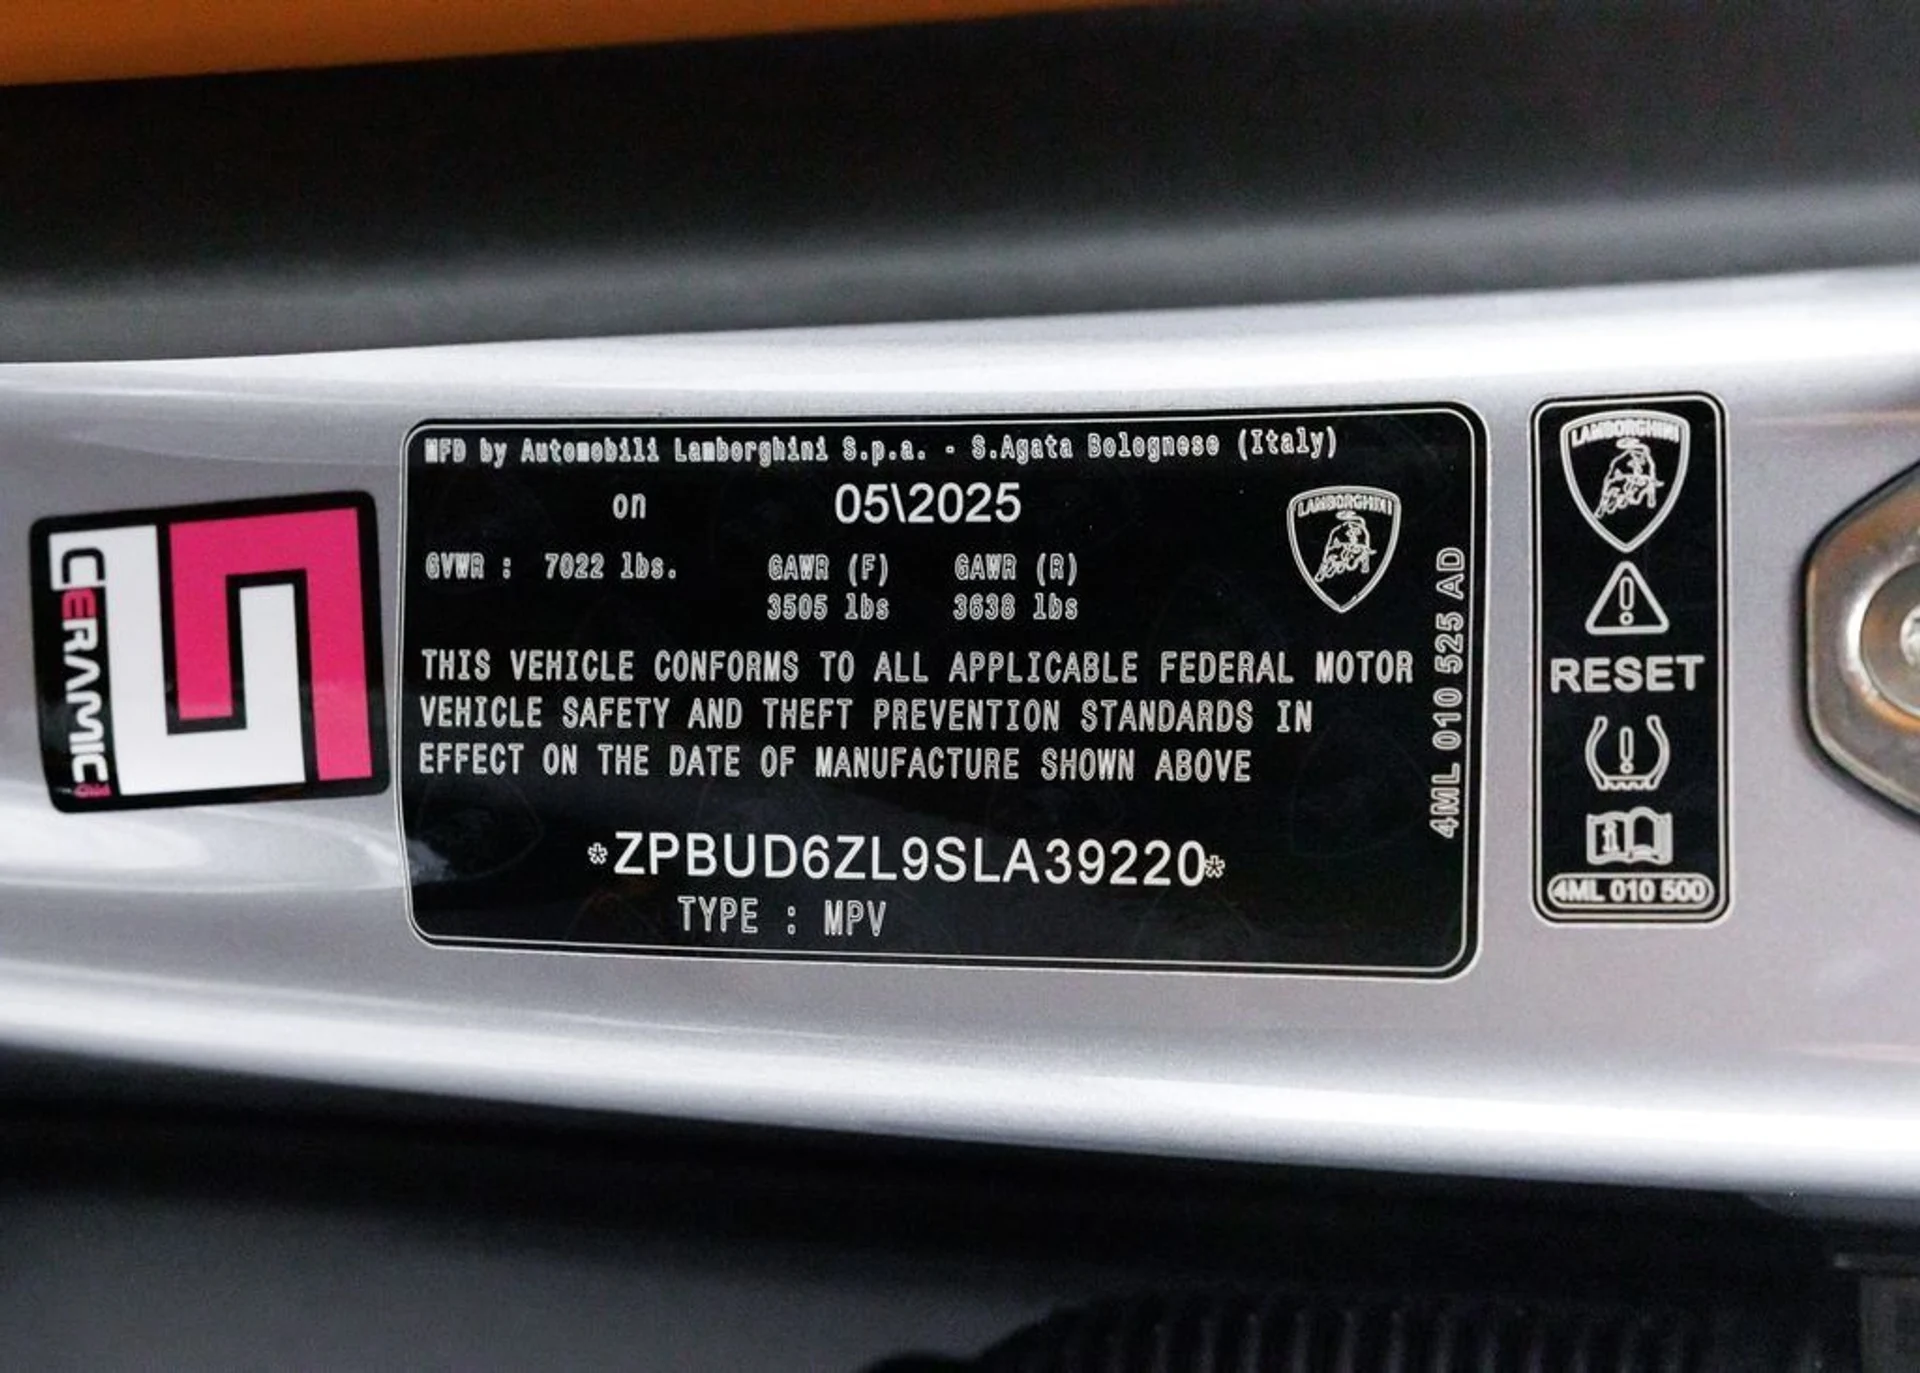 MFD by Automobili Lamborghini S.p.a. - S.Agata Bolognese (Italy)
on 05\2025
GVWR : 7022 lbs. GAWR (F) GAWR (R)
3505 lbs 3638 lbs
THIS VEHICLE CONFORMS TO ALL APPLICABLE FEDERAL MOTOR
VEHICLE SAFETY AND THEFT PREVENTION STANDARDS IN
EFFECT ON THE DATE OF MANUFACTURE SHOWN ABOVE
*ZPBUD6ZL9SLA39220*
TYPE : MPV
LAMBORGHINI
4ML 010 525 AD
LAMBORGHINI
RESET
4ML 010 500
CERAMIC PRO